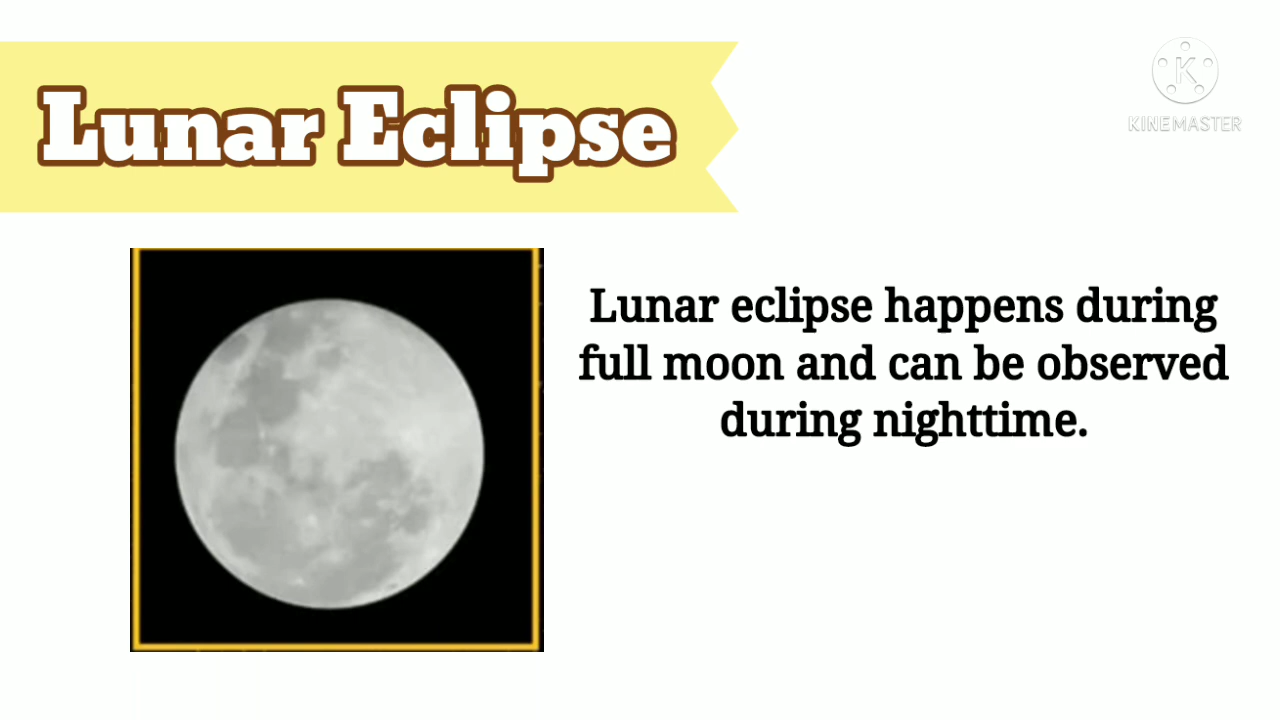 Lunar Eclipse
K
KINEMASTER
Lunar eclipse happens during
full moon and can be observed
during nighttime.